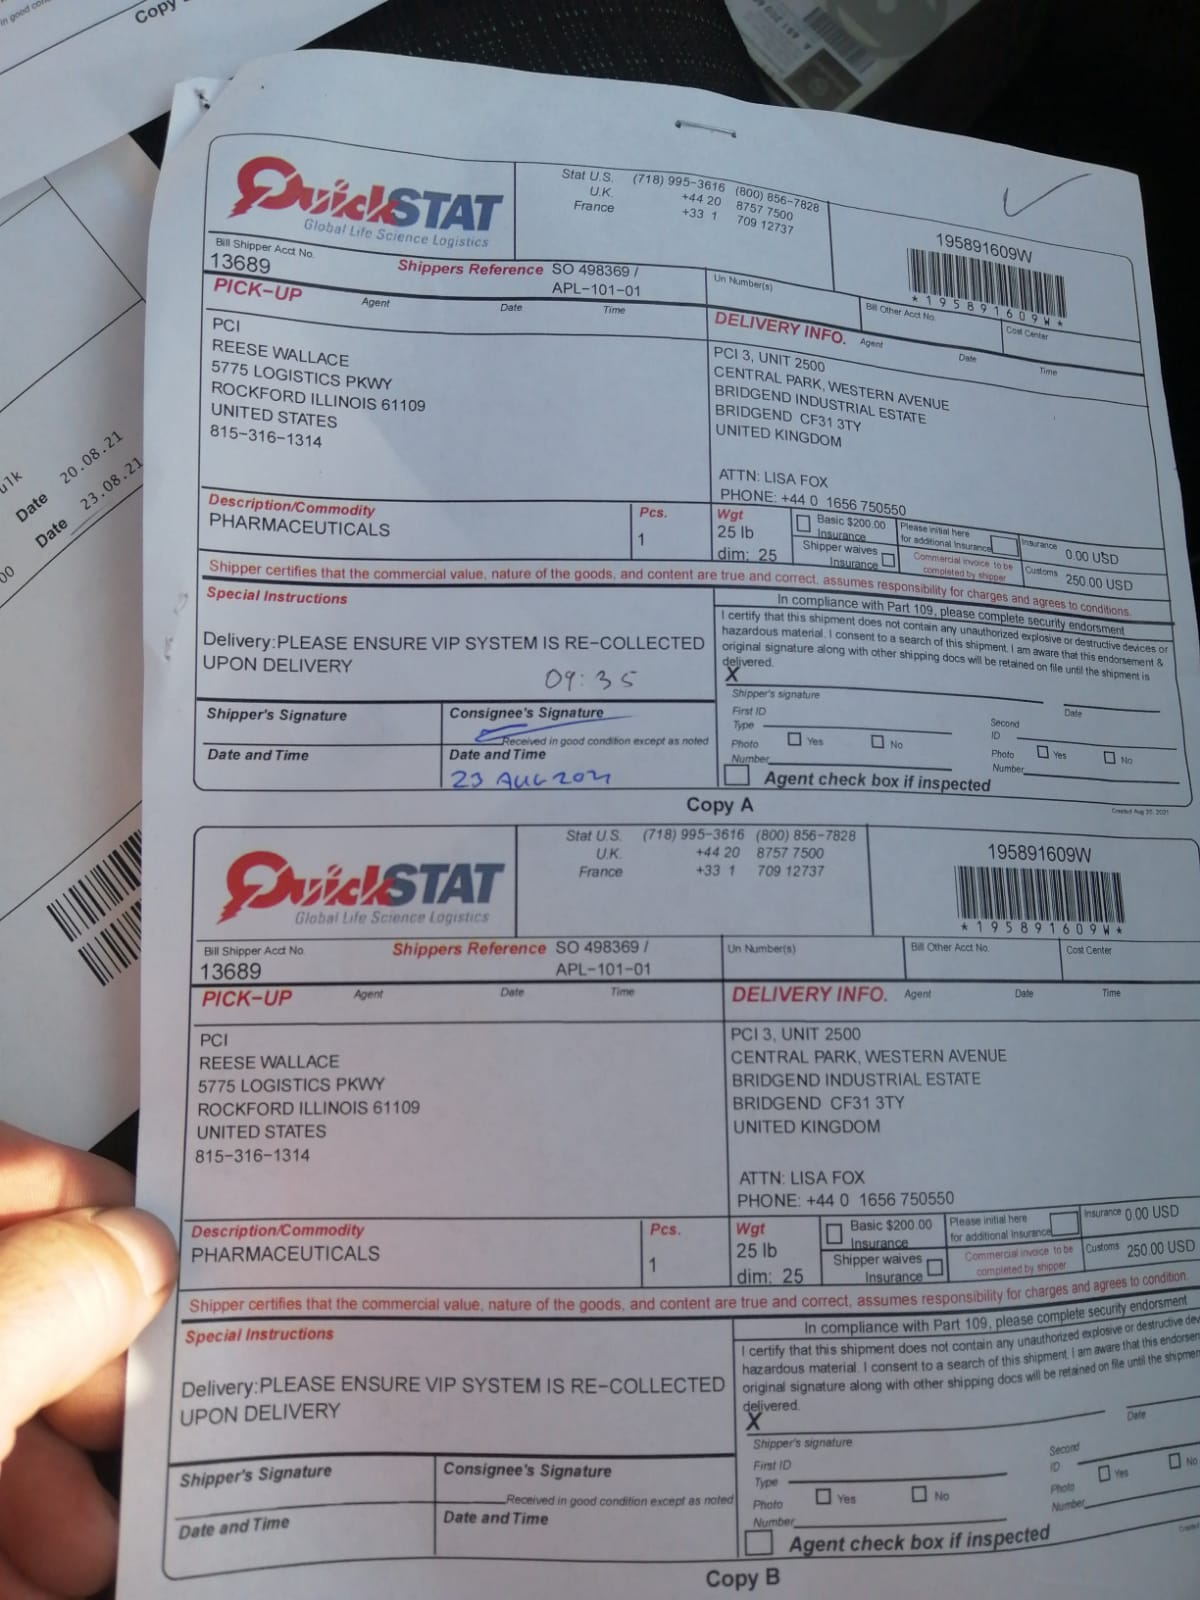 in good con
Copy
ulk
Date 20.08.21
Date 23.08.21
00
QuickSTAT
Global Life Science Logistics
Stat U.S. (718) 995-3616 (800) 856-7828
U.K. +44 20 8757 7500
France +33 1 709 12737
195891609W
*195891609W*
Bill Shipper Acct No.
13689
Shippers Reference SO 498369 /
APL-101-01
Un Number(s)
Bill Other Acct No.
Cost Center
PICK-UP Agent Date Time
DELIVERY INFO. Agent Date Time
PCI
REESE WALLACE
5775 LOGISTICS PKWY
ROCKFORD ILLINOIS 61109
UNITED STATES
815-316-1314
PCI 3, UNIT 2500
CENTRAL PARK, WESTERN AVENUE
BRIDGEND INDUSTRIAL ESTATE
BRIDGEND CF31 3TY
UNITED KINGDOM
ATTN: LISA FOX
PHONE: +44 0 1656 750550
Description/Commodity
PHARMACEUTICALS
Pcs.
1
Wgt
25 lb
dim: 25
Basic $200.00
Insurance
Shipper waives
Insurance
Please initial here
for additional Insurance
Commercial invoice to be
completed by shipper
Insurance 0.00 USD
Customs 250.00 USD
Shipper certifies that the commercial value, nature of the goods, and content are true and correct, assumes responsibility for charges and agrees to conditions.
Special Instructions
Delivery:PLEASE ENSURE VIP SYSTEM IS RE-COLLECTED
UPON DELIVERY
09:35
In compliance with Part 109, please complete security endorsment
I certify that this shipment does not contain any unauthorized explosive or destructive devices or
hazardous material. I consent to a search of this shipment. I am aware that this endorsement &
original signature along with other shipping docs will be retained on file until the shipment is
delivered.
X
Shipper's signature
Date
First ID
Type
Second
ID
Photo Yes No
Photo Yes No
Number
Number
Agent check box if inspected
Shipper's Signature
Consignee's Signature
Received in good condition except as noted
Date and Time
Date and Time
23 AUG 2021
Copy A
Created Aug 20, 2021
QuickSTAT
Global Life Science Logistics
Stat U.S. (718) 995-3616 (800) 856-7828
U.K. +44 20 8757 7500
France +33 1 709 12737
195891609W
*195891609W*
Bill Shipper Acct No.
13689
Shippers Reference SO 498369 /
APL-101-01
Un Number(s)
Bill Other Acct No.
Cost Center
PICK-UP Agent Date Time
DELIVERY INFO. Agent Date Time
PCI
REESE WALLACE
5775 LOGISTICS PKWY
ROCKFORD ILLINOIS 61109
UNITED STATES
815-316-1314
PCI 3, UNIT 2500
CENTRAL PARK, WESTERN AVENUE
BRIDGEND INDUSTRIAL ESTATE
BRIDGEND CF31 3TY
UNITED KINGDOM
ATTN: LISA FOX
PHONE: +44 0 1656 750550
Description/Commodity
PHARMACEUTICALS
Pcs.
1
Wgt
25 lb
dim: 25
Basic $200.00
Insurance
Shipper waives
Insurance
Please initial here
for additional Insurance
Commercial invoice to be
completed by shipper
Insurance 0.00 USD
Customs 250.00 USD
Shipper certifies that the commercial value, nature of the goods, and content are true and correct, assumes responsibility for charges and agrees to condition.
Special Instructions
Delivery:PLEASE ENSURE VIP SYSTEM IS RE-COLLECTED
UPON DELIVERY
In compliance with Part 109, please complete security endorsment
I certify that this shipment does not contain any unauthorized explosive or destructive dev
hazardous material. I consent to a search of this shipment. I am aware that this endorsen
original signature along with other shipping docs will be retained on file until the shipmen
delivered.
X
Shipper's signature
Date
First ID
Type
Second
ID
Photo Yes No
Photo Yes No
Number
Number
Agent check box if inspected
Shipper's Signature
Consignee's Signature
Received in good condition except as noted
Date and Time
Date and Time
Copy B